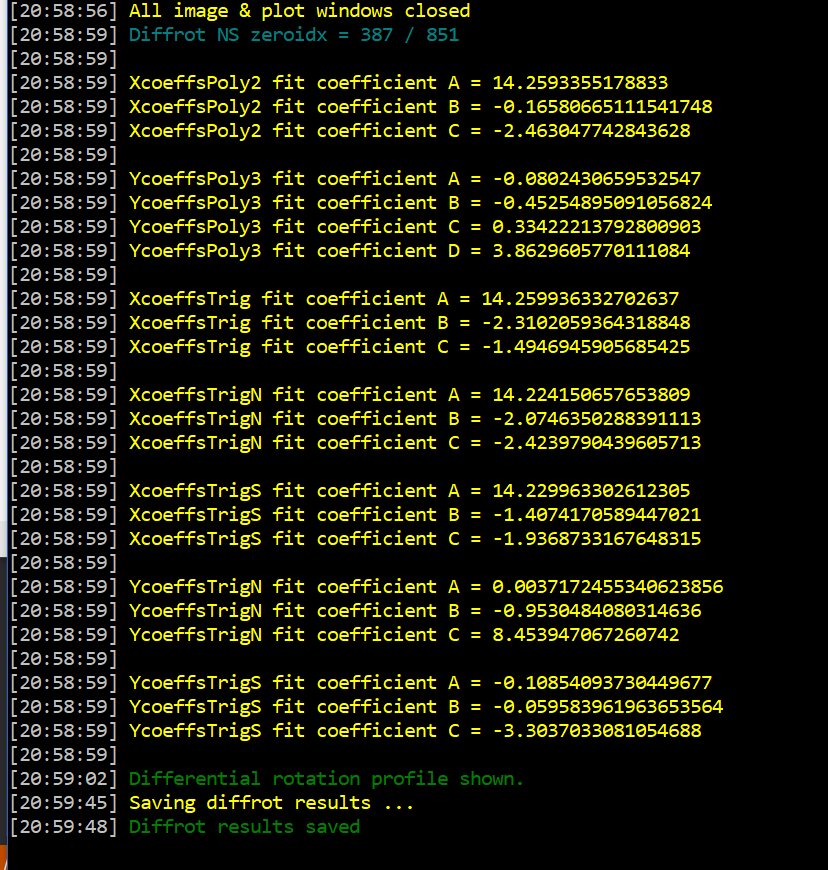 [20:58:56] All image & plot windows closed
[20:58:59] Diffrot NS zeroidx = 387 / 851
[20:58:59]
[20:58:59] XcoeffsPoly2 fit coefficient A = 14.2593355178833
[20:58:59] XcoeffsPoly2 fit coefficient B = -0.16580665111541748
[20:58:59] XcoeffsPoly2 fit coefficient C = -2.463047742843628
[20:58:59]
[20:58:59] YcoeffsPoly3 fit coefficient A = -0.0802430659532547
[20:58:59] YcoeffsPoly3 fit coefficient B = -0.45254895091056824
[20:58:59] YcoeffsPoly3 fit coefficient C = 0.33422213792800903
[20:58:59] YcoeffsPoly3 fit coefficient D = 3.8629605770111084
[20:58:59]
[20:58:59] XcoeffsTrig fit coefficient A = 14.259936332702637
[20:58:59] XcoeffsTrig fit coefficient B = -2.3102059364318848
[20:58:59] XcoeffsTrig fit coefficient C = -1.4946945905685425
[20:58:59]
[20:58:59] XcoeffsTrigN fit coefficient A = 14.224150657653809
[20:58:59] XcoeffsTrigN fit coefficient B = -2.0746350288391113
[20:58:59] XcoeffsTrigN fit coefficient C = -2.4239790439605713
[20:58:59]
[20:58:59] XcoeffsTrigS fit coefficient A = 14.229963302612305
[20:58:59] XcoeffsTrigS fit coefficient B = -1.4074170589447021
[20:58:59] XcoeffsTrigS fit coefficient C = -1.9368733167648315
[20:58:59]
[20:58:59] YcoeffsTrigN fit coefficient A = 0.0037172455340623856
[20:58:59] YcoeffsTrigN fit coefficient B = -0.9530484080314636
[20:58:59] YcoeffsTrigN fit coefficient C = 8.453947067260742
[20:58:59]
[20:58:59] YcoeffsTrigS fit coefficient A = -0.10854093730449677
[20:58:59] YcoeffsTrigS fit coefficient B = -0.059583961963653564
[20:58:59] YcoeffsTrigS fit coefficient C = -3.3037033081054688
[20:58:59]
[20:59:02] Differential rotation profile shown.
[20:59:45] Saving diffrot results ...
[20:59:48] Diffrot results saved